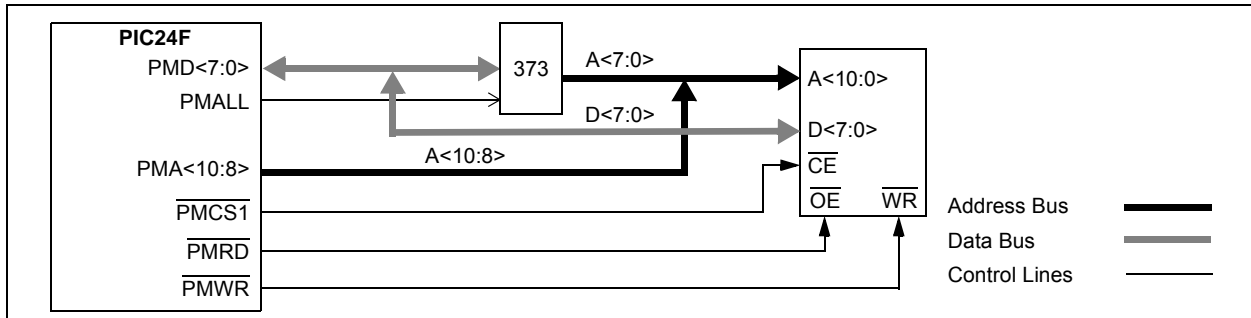 PIC24F
PMD<7:0>
PMALL
PMA<10:8>
PMCS1
PMRD
PMWR
373
A<7:0>
D<7:0>
A<10:8>
A<10:0>
D<7:0>
CE
OE WR
Address Bus
Data Bus
Control Lines